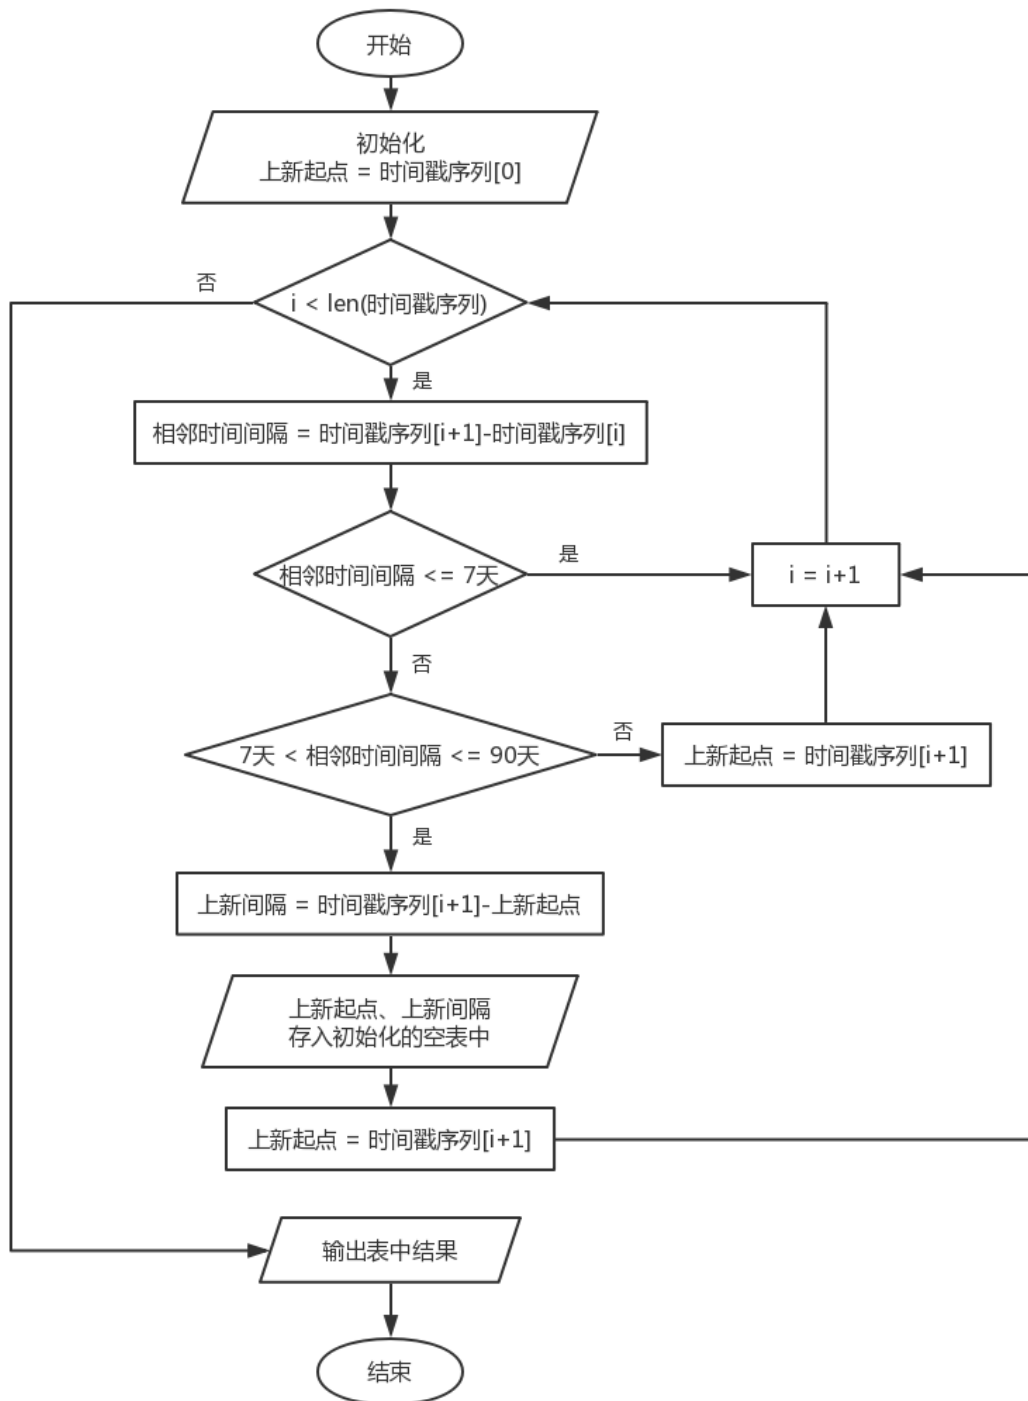 开始
初始化
上新起点 = 时间戳序列[0]
否
i < len(时间戳序列)
是
相邻时间间隔 = 时间戳序列[i+1]-时间戳序列[i]
相邻时间间隔 <= 7天
是
i = i+1
否
7天 < 相邻时间间隔 <= 90天
否
上新起点 = 时间戳序列[i+1]
是
上新间隔 = 时间戳序列[i+1]-上新起点
上新起点、上新间隔
存入初始化的空表中
上新起点 = 时间戳序列[i+1]
输出表中结果
结束